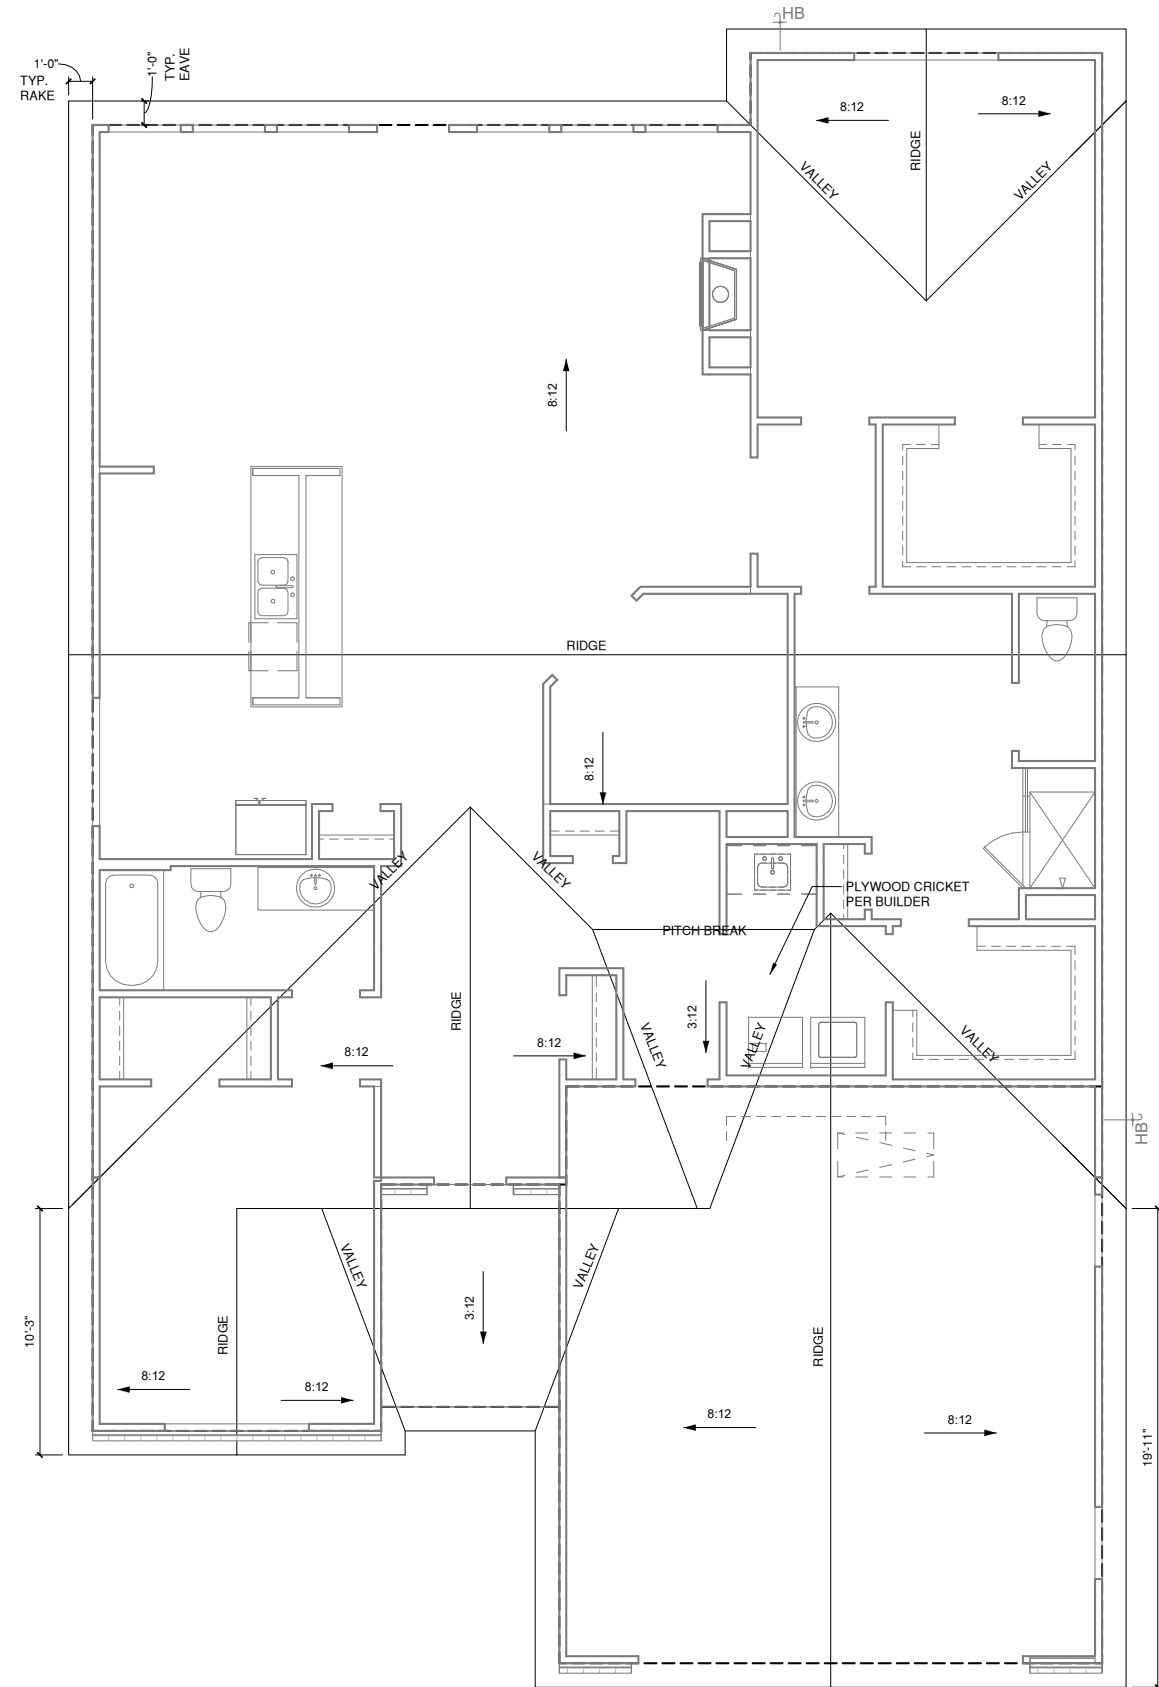 HB
1'-0"
TYP.
RAKE
1'-0"
TYP.
EAVE
8:12
8:12
RIDGE
VALLEY
VALLEY
8:12
RIDGE
8:12
VALLEY
VALLEY
PLYWOOD CRICKET
PER BUILDER
PITCH BREAK
RIDGE
8:12
8:12
3:12
VALLEY
VALLEY
VALLEY
HB
VALLEY
VALLEY
3:12
10'-3"
RIDGE
RIDGE
8:12
8:12
8:12
8:12
19'-11"